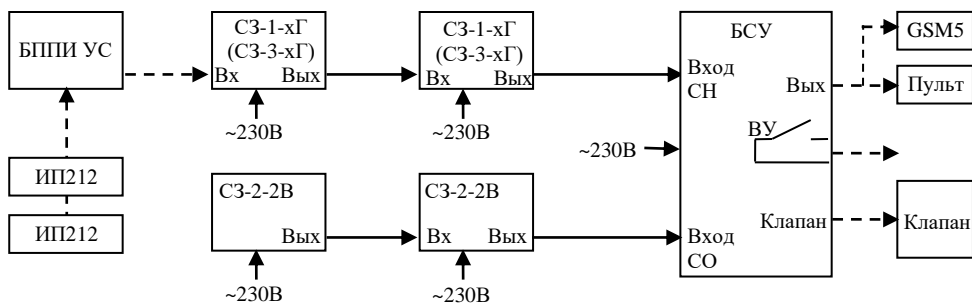 БППИ УС
СЗ-1-хГ
(СЗ-3-хГ)
Вх Вых
~230В
СЗ-1-хГ
(СЗ-3-хГ)
Вх Вых
~230В
ИП212
ИП212
СЗ-2-2В
Вых
~230В
СЗ-2-2В
Вх Вых
~230В
БСУ
Вход
СН
Вых
~230В
ВУ
Клапан
Вход
СО
GSM5
Пульт
Клапан